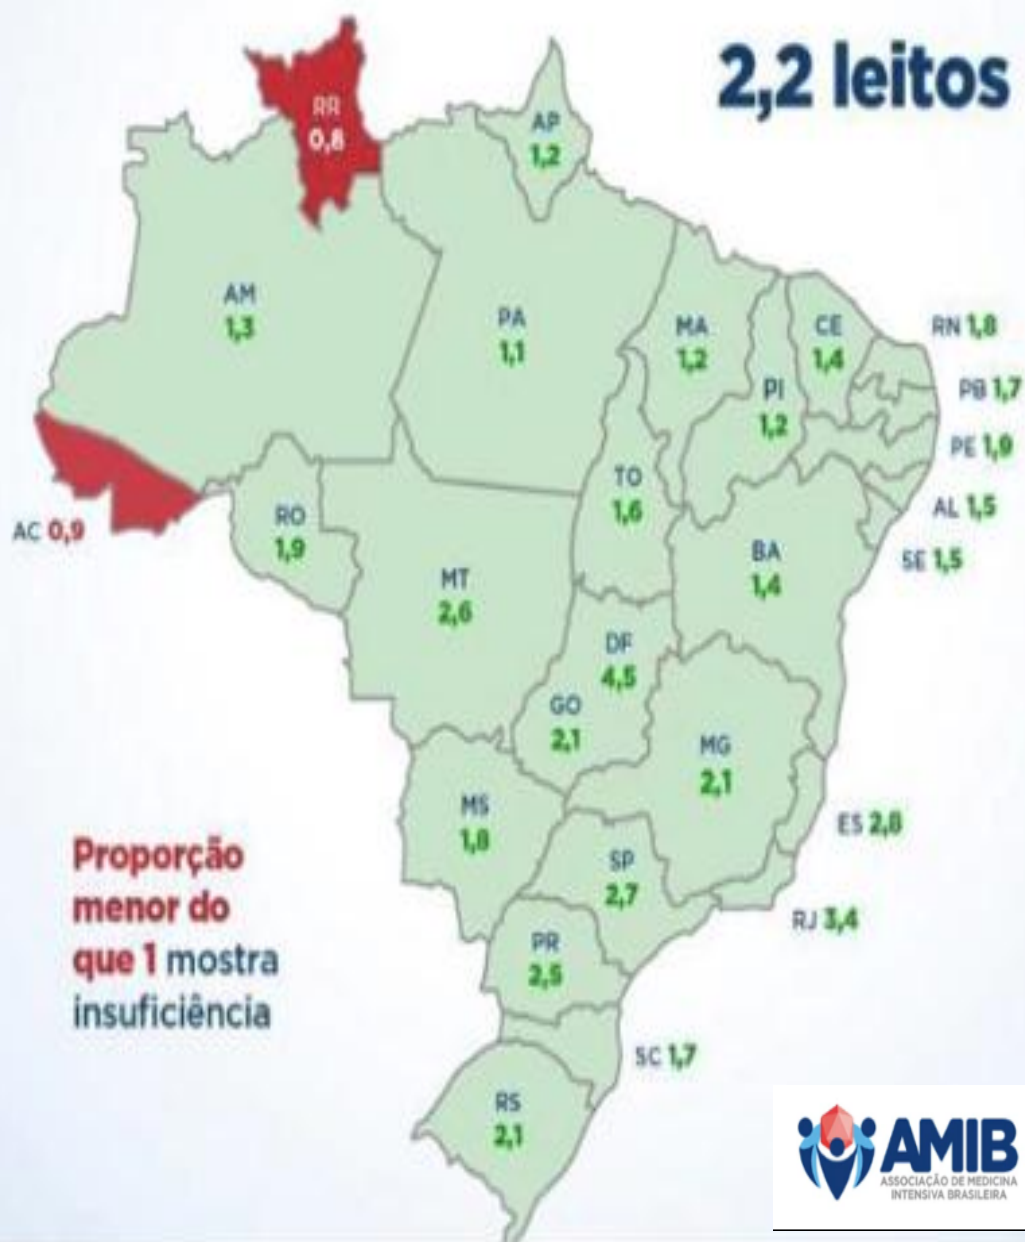 2,2 leitos
RR
0,8
AP
1,2
AM
1,3
PA
1,1
MA
1,2
CE
1,4
RN 1,8
PI
1,2
PB 1,7
PE 1,9
TO
1,6
AL 1,5
SE 1,5
AC 0,9
RO
1,9
BA
1,4
MT
2,6
DF
4,5
GO
2,1
MG
2,1
MS
1,8
ES
SP
2,7
RJ 3,4
Proporção
menor do
que 1 mostra
insuficiência
PR
2,5
SC 1,7
RS
2,1
AMIB
ASSOCIAÇÃO DE MEDICINA
INTENSIVA BRASILEIRA